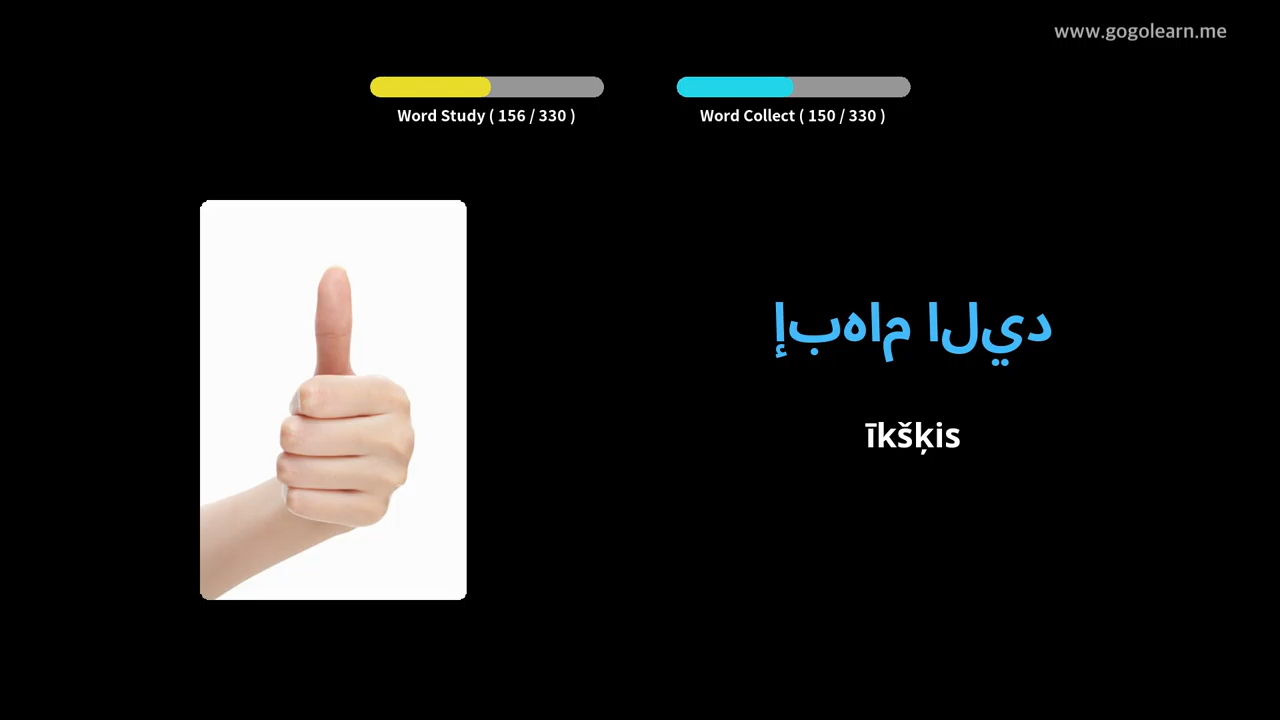 www.gogolearn.me
Word Study ( 156 / 330 )
Word Collect ( 150 / 330 )
إبهام اليد
īkšķis